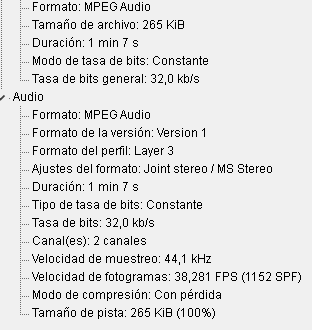 Formato: MPEG Audio
Tamaño de archivo: 265 KiB
Duración: 1 min 7 s
Modo de tasa de bits: Constante
Tasa de bits general: 32,0 kb/s
Audio
Formato: MPEG Audio
Formato de la versión: Version 1
Formato del perfil: Layer 3
Ajustes del formato: Joint stereo / MS Stereo
Duración: 1 min 7 s
Tipo de tasa de bits: Constante
Tasa de bits: 32,0 kb/s
Canal(es): 2 canales
Velocidad de muestreo: 44,1 kHz
Velocidad de fotogramas: 38,281 FPS (1152 SPF)
Modo de compresión: Con pérdida
Tamaño de pista: 265 KiB (100%)